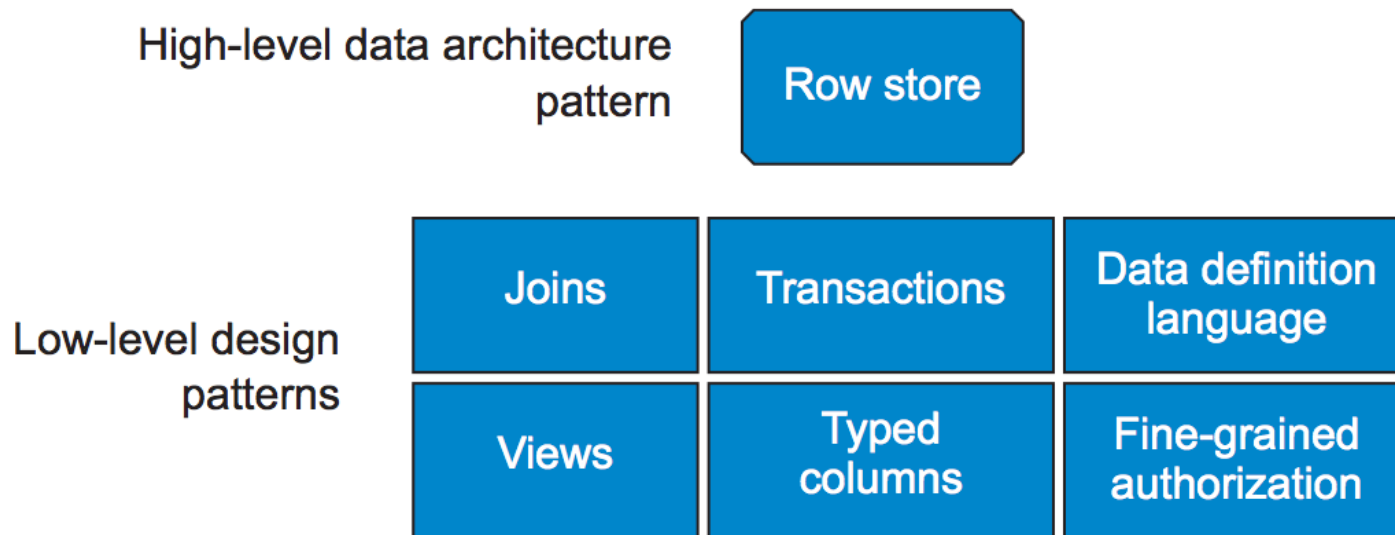 High-level data architecture
pattern
Row store
Low-level design
patterns
Joins
Transactions
Data definition
language
Views
Typed
columns
Fine-grained
authorization